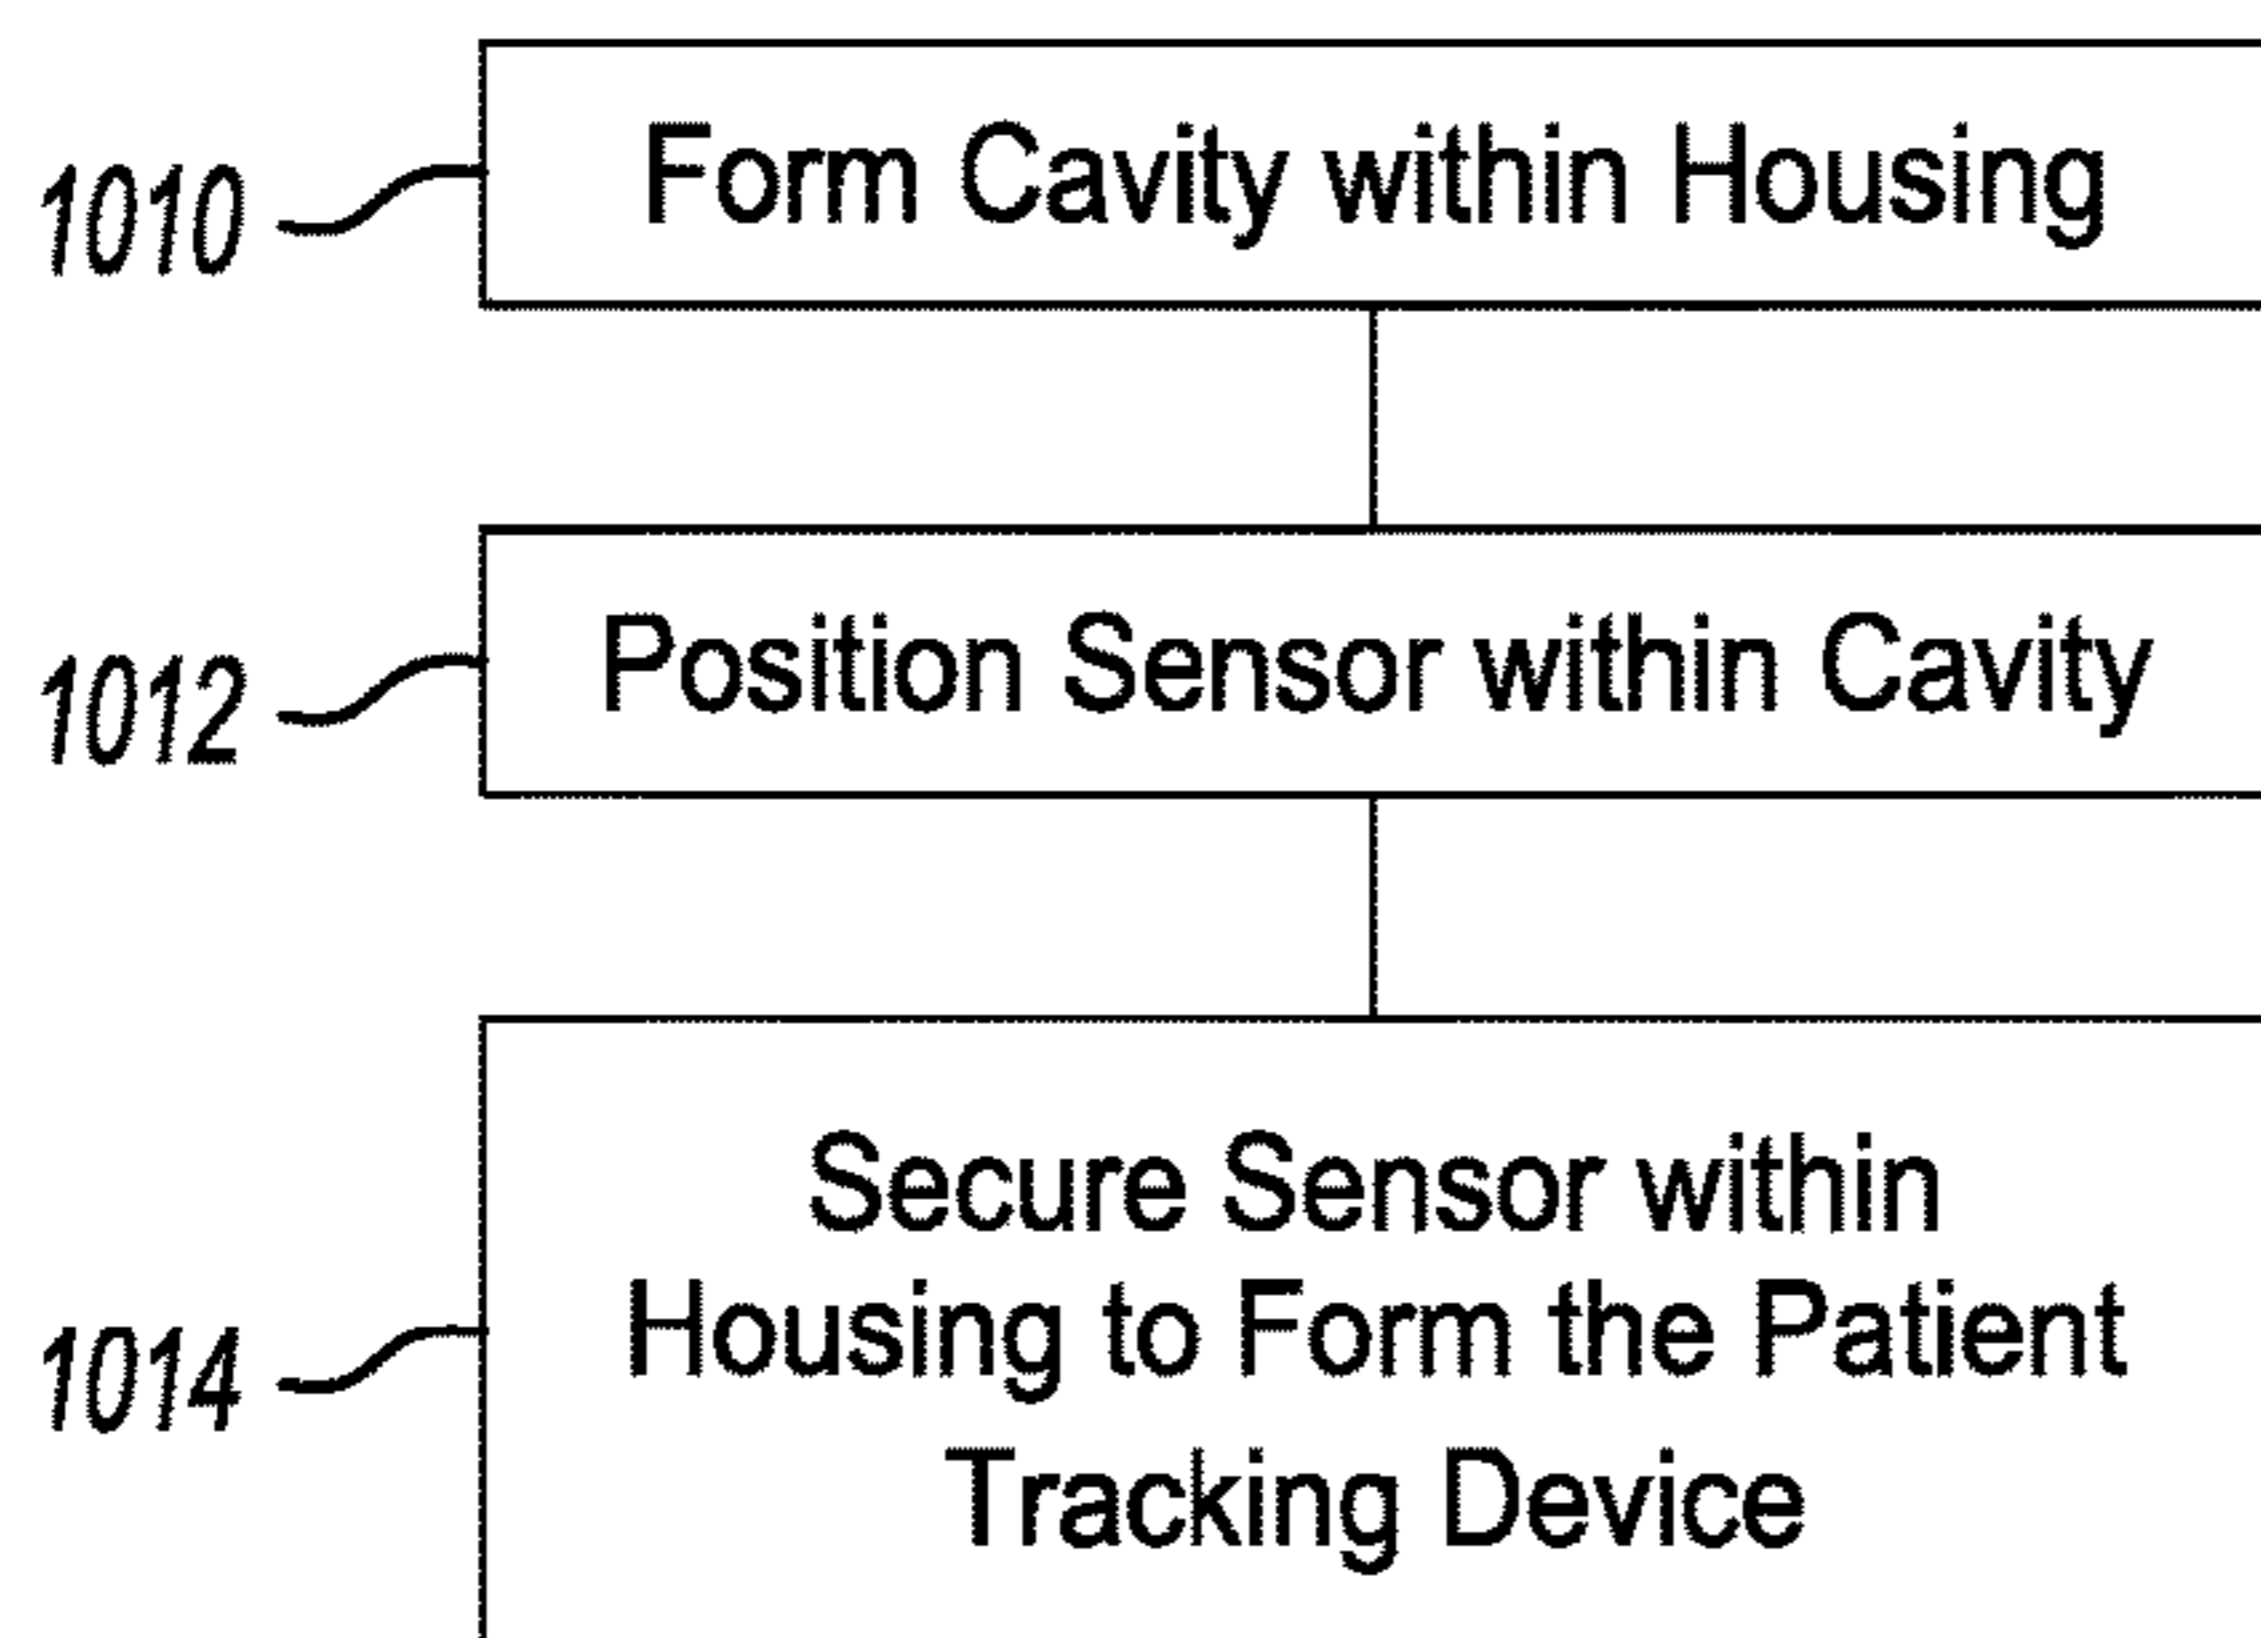 1010
Form Cavity within Housing
1012
Position Sensor within Cavity
1014
Secure Sensor within
Housing to Form the Patient
Tracking Device